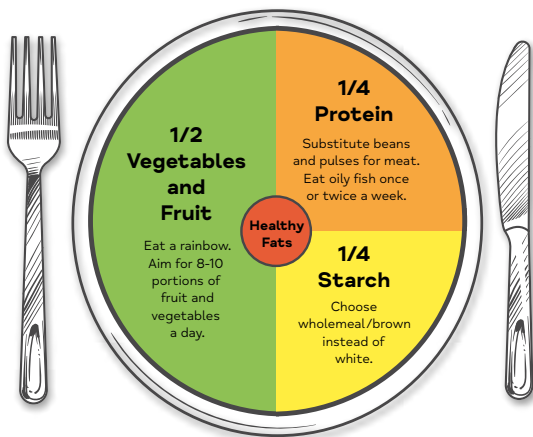 1/2
Vegetables
and
Fruit
Eat a rainbow.
Aim for 8-10
portions of
fruit and
vegetables
a day.
Healthy
Fats
1/4
Protein
Substitute beans
and pulses for meat.
Eat oily fish once
or twice a week.
1/4
Starch
Choose
wholemeal/brown
instead of
white.